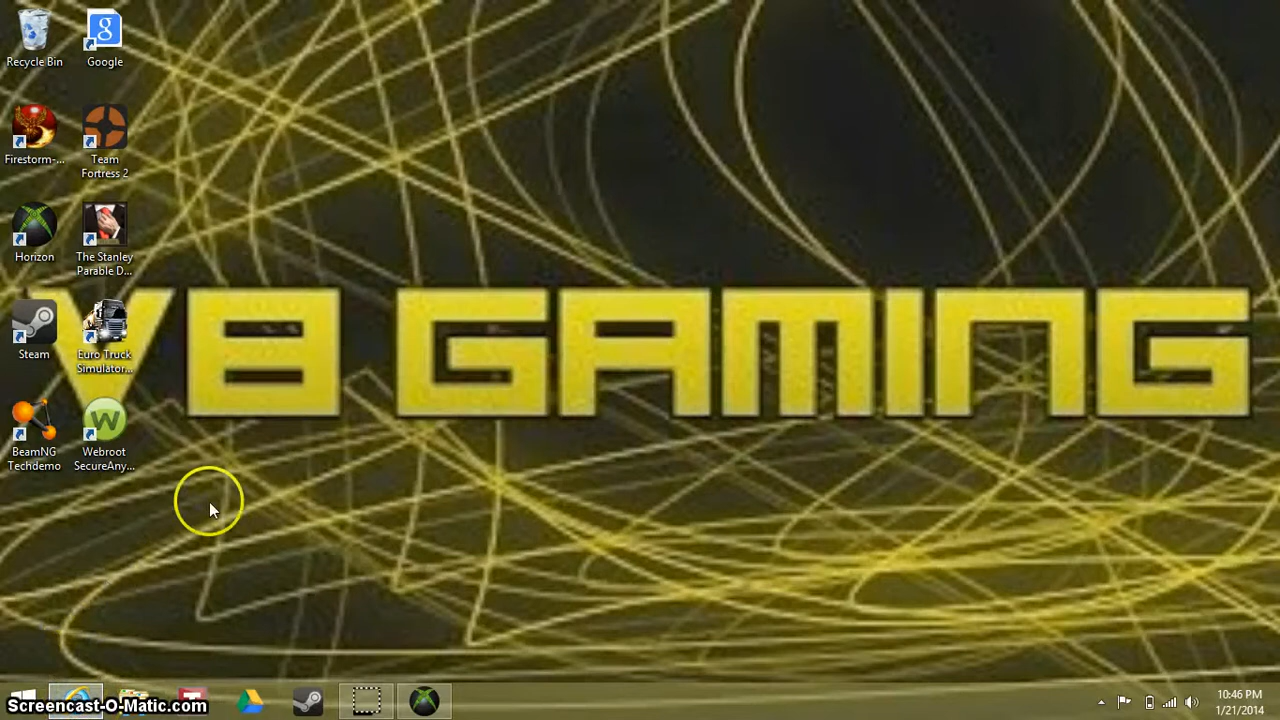 Recycle Bin
Google
Firestorm-...
Team
Fortress 2
Horizon
The Stanley
Parable D...
Steam
Euro Truck
Simulator...
BeamNG
Techdemo
Webroot
SecureAny...
V8 GAMING
Screencast-O-Matic.com
10:46 PM
1/21/2014